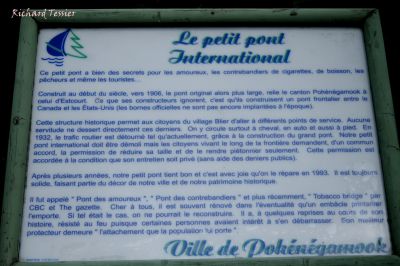 Richard Tessier
Le petit pont
International
Ce petit pont a bien des secrets pour les amoureux, les contrebandiers de cigarettes, de boisson, les
pêcheurs et même les touristes...
Construit au début du siècle, vers 1906, le pont original alors plus large, relie le canton Pohénégamook à
celui d'Estcourt. Ce que ses constructeurs ignorent, c'est qu'ils construisent un pont frontalier entre le
Canada et les États-Unis (les bornes officielles ne sont pas encore implantées à l'époque).
Cette structure historique permet aux citoyens du village Blier d'aller à différents points de service. Aucune
servitude ne dessert directement ces derniers. On y circule surtout à cheval, en auto et aussi à pied. En
1932, le trafic routier est détourné tel qu'actuellement, grâce à la construction du grand pont. Notre petit
pont international doit être démoli mais les citoyens vivant le long de la frontière demandent, d'un commun
accord, la permission de réduire sa taille et de le rendre piétonnier seulement. Cette permission est
accordée à la condition que son entretien soit privé (sans aide des deniers publics).
Après plusieurs années, notre petit pont tient bon et c'est avec joie qu'on le répare en 1993. Il est toujours
solide, faisant partie du décor de notre ville et de notre patrimoine historique.
Il fut appelé " Pont des amoureux ", " Pont des contrebandiers " et plus récemment, " Tobacco bridge " par
CBC et The gazette. Cher à tous, il est souvent rénové dans l'éventualité qu'un embâcle printanier
l'emporte. Si tel était le cas, on ne pourrait le reconstruire. Il a, à quelques reprises au cours de son
histoire, résisté au feu puisque certaines personnes avaient intérêt à s'en débarrasser. Son meilleur
protecteur demeure " l'attachement que la population lui porte ".
Ville de Pohénégamook